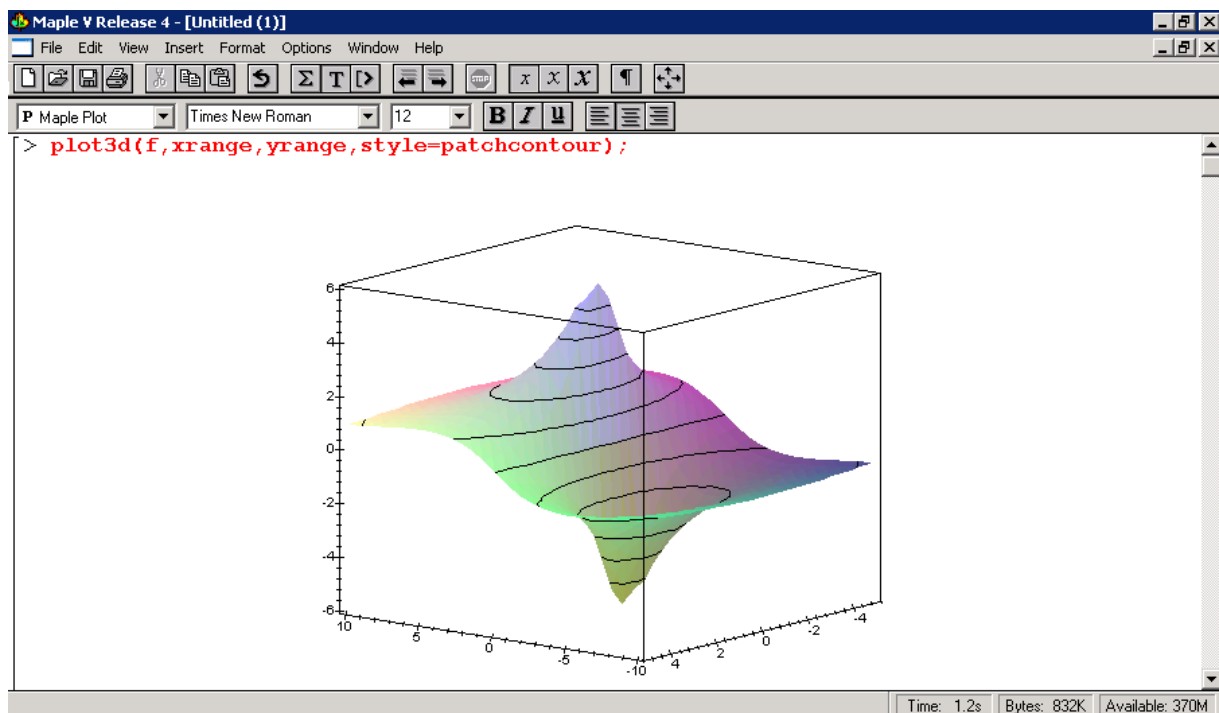 Maple V Release 4 - [Untitled (1)]
File Edit View Insert Format Options Window Help
Σ T [> STOP x x x ¶
P Maple Plot Times New Roman 12 B I u
> plot3d(f,xrange,yrange,style=patchcontour);
6
4
2
0
-2
-4
-6
10 5 0 -5 -10
4 2 0 -2 -4
Time: 1.2s Bytes: 832K Available: 370M